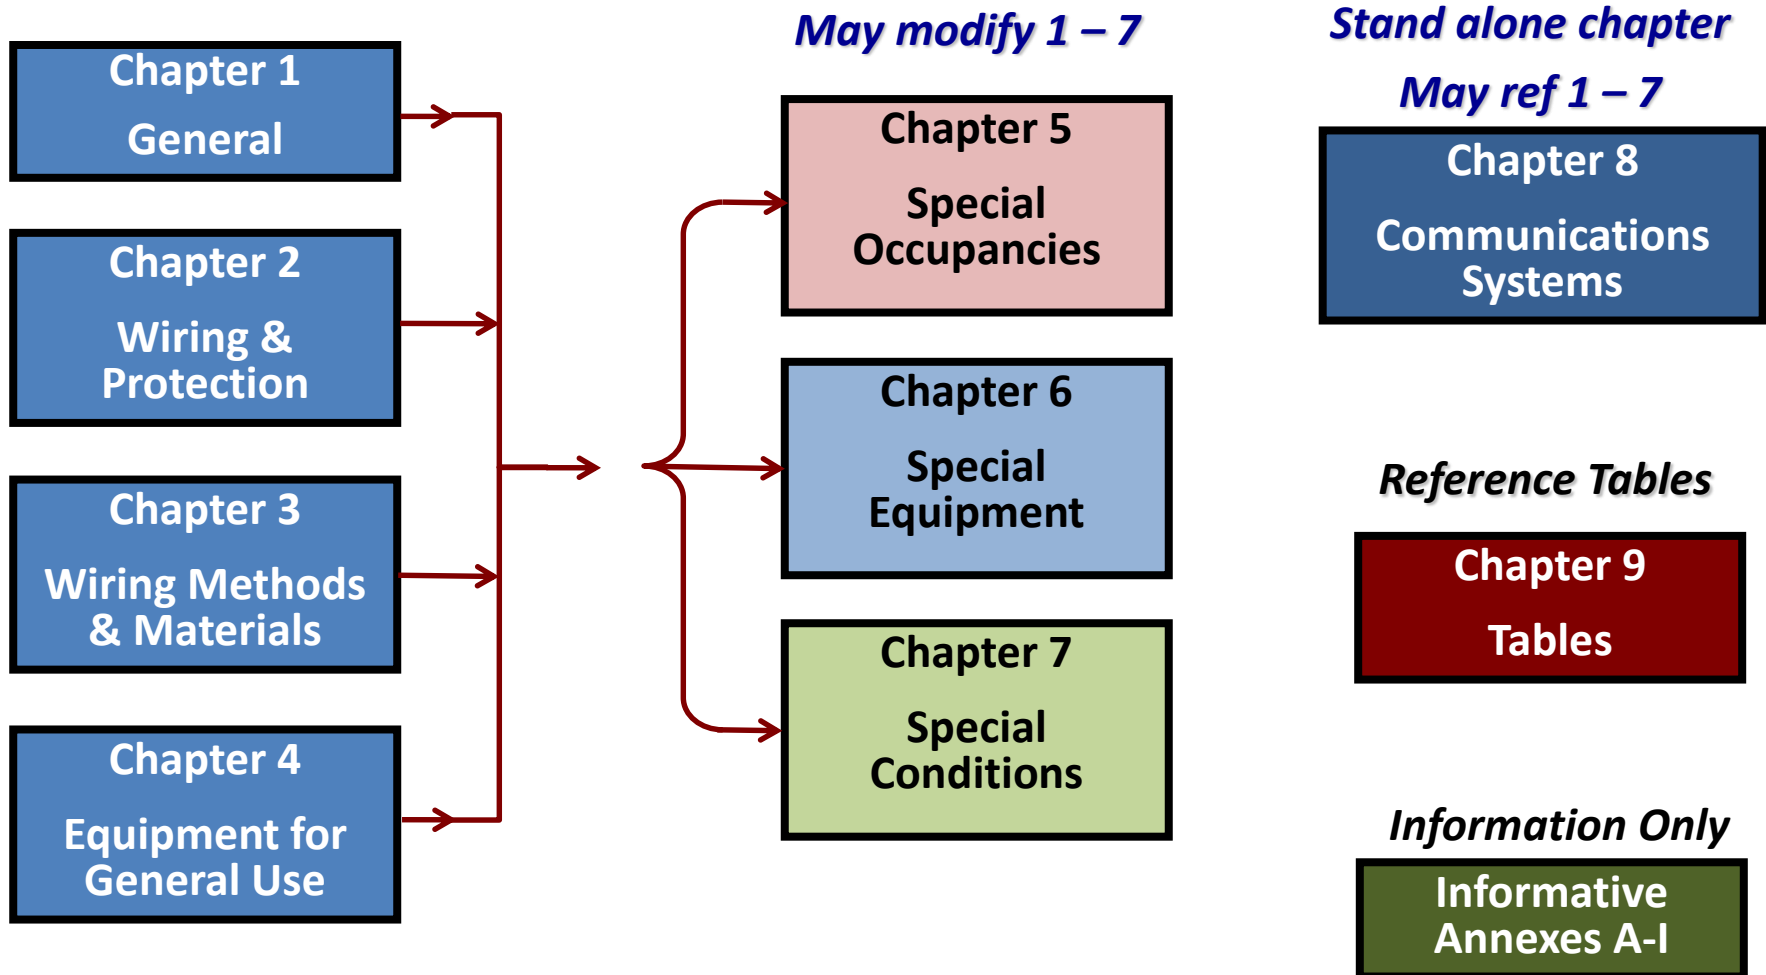 Chapter 1
General
Chapter 2
Wiring &
Protection
Chapter 3
Wiring Methods
& Materials
Chapter 4
Equipment for
General Use
May modify 1 – 7
Chapter 5
Special
Occupancies
Chapter 6
Special
Equipment
Chapter 7
Special
Conditions
Stand alone chapter
May ref 1 – 7
Chapter 8
Communications
Systems
Reference Tables
Chapter 9
Tables
Information Only
Informative
Annexes A-I